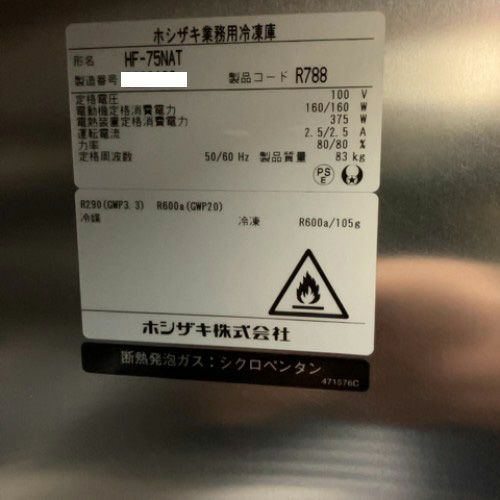 ホシザキ業務用冷凍庫
形名 HF-75NAT
製造番号 製品コード R788
定格電圧 100 V
電動機定格消費電力 160/160 W
電熱装置定格消費電力 375 W
運転電流 2.5/2.5 A
力率 80/80 %
定格周波数 50/60 Hz 製品質量 83 kg
PS E
R290(GWP3.3) R600a(GWP20)
冷媒 冷凍 R600a/105g
ホシザキ株式会社
断熱発泡ガス：シクロペンタン
471576C